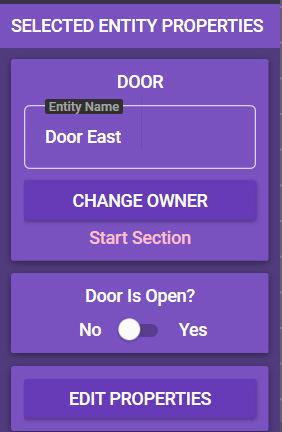 SELECTED ENTITY PROPERTIES
DOOR
Entity Name
Door East
CHANGE OWNER
Start Section
Door Is Open?
No Yes
EDIT PROPERTIES